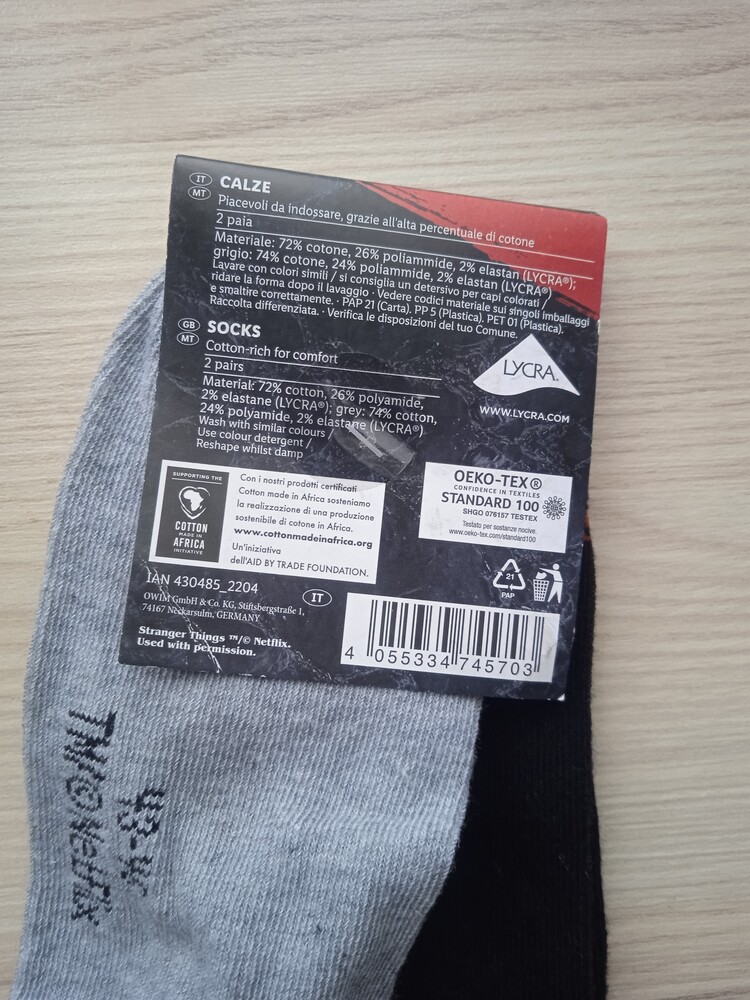 IT CALZE
MT Piacevoli da indossare, grazie all'alta percentuale di cotone
2 paia
Materiale: 72% cotone, 26% poliammide, 2% elastan (LYCRA®);
grigio: 74% cotone, 24% poliammide, 2% elastan (LYCRA®)
Lavare con colori simili / si consiglia un detersivo per capi colorati /
ridare la forma dopo il lavaggio · Vedere codici materiale su singoli imballaggi
e smaltire correttamente. · PAP 21 (Carta). PP 5 (Plastica). PET 01 (Plastica).
Raccolta differenziata. · Verifica le disposizioni del tuo Comune.
GB SOCKS
MT Cotton-rich for comfort
2 pairs
Material: 72% cotton, 26% polyamide,
2% elastane (LYCRA®); grey: 74% cotton,
24% polyamide, 2% elastane (LYCRA®)
Wash with similar colours /
Use colour detergent /
Reshape whilst damp
LYCRA®
WWW.LYCRA.COM
SUPPORTING THE
COTTON
MADE IN
AFRICA
INITIATIVE
Con i nostri prodotti certificati
Cotton made in Africa sosteniamo
la realizzazione di una produzione
sostenibile di cotone in Africa.
www.cottonmadeinafrica.org
Un'iniziativa
dell'AID BY TRADE FOUNDATION.
OEKO-TEX®
CONFIDENCE IN TEXTILES
STANDARD 100
SHGO 076157 TESTEX
Testato per sostanze nocive.
www.oeko-tex.com/standard100
21
PAP
IAN 430485_2204
OWIM GmbH & Co. KG, Stiftsbergstraße 1,
74167 Neckarsulm, GERMANY
IT
Stranger Things ™/© Netflix.
Used with permission.
4 055334 745703
TM/©Netflix